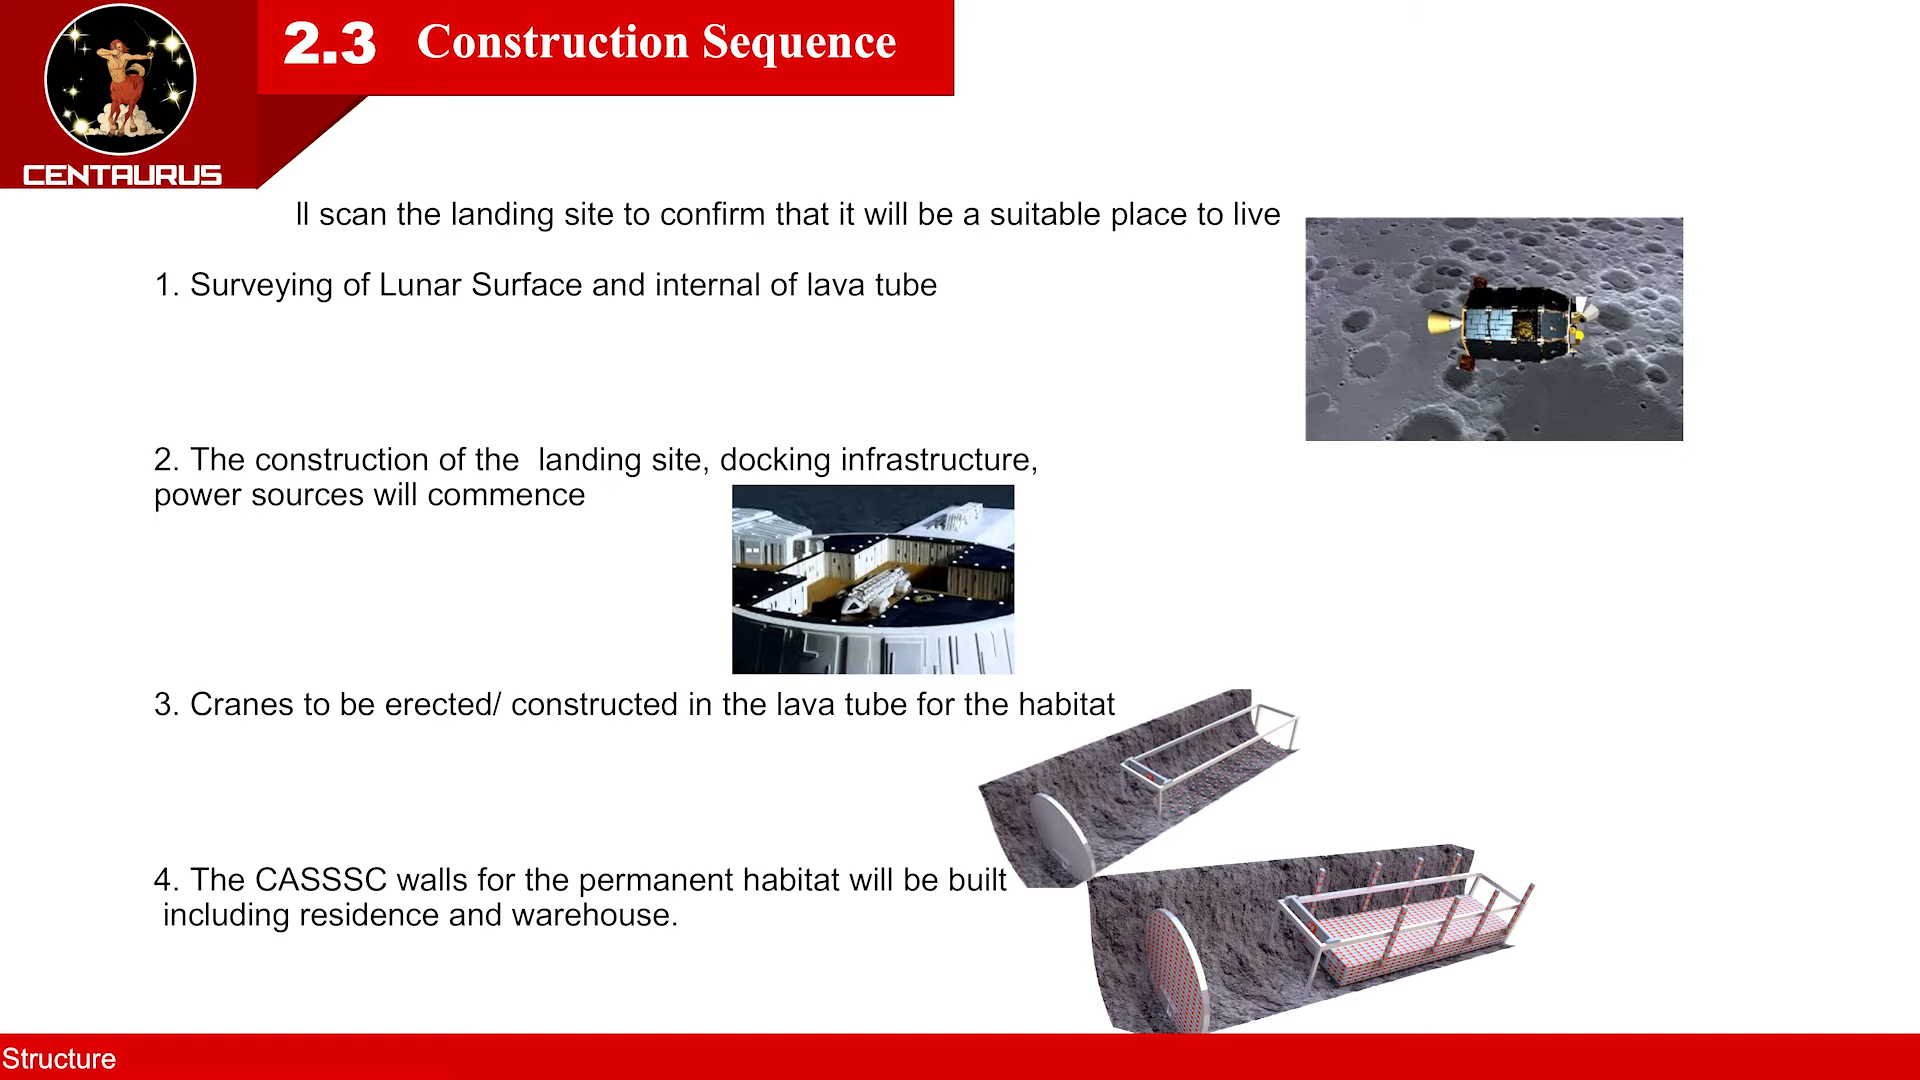 2.3 Construction Sequence
CENTAURUS
ll scan the landing site to confirm that it will be a suitable place to live
1. Surveying of Lunar Surface and internal of lava tube
2. The construction of the  landing site, docking infrastructure,
power sources will commence
3. Cranes to be erected/ constructed in the lava tube for the habitat
4. The CASSSC walls for the permanent habitat will be built
including residence and warehouse.
Structure